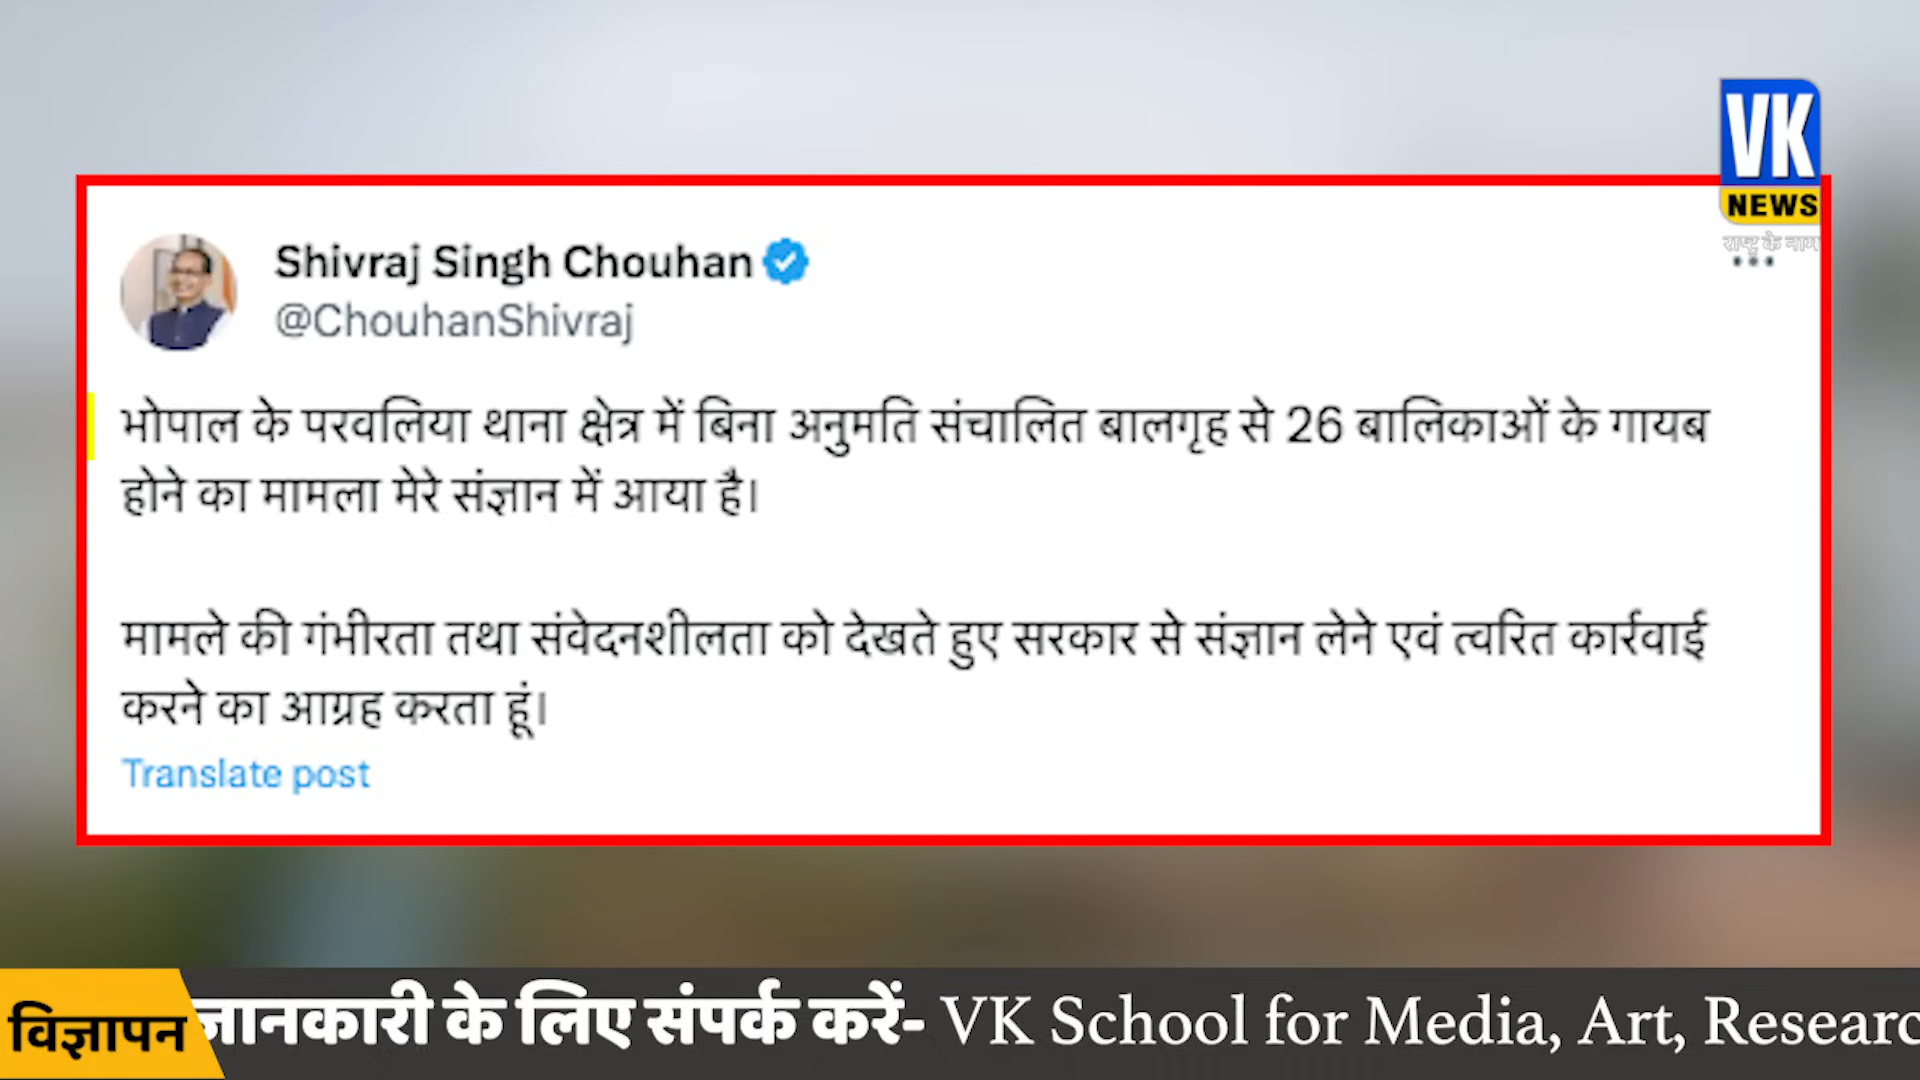 VK
NEWS
राष्ट्र के नाम
Shivraj Singh Chouhan
@ChouhanShivraj
भोपाल के परवलिया थाना क्षेत्र में बिना अनुमति संचालित बालगृह से 26 बालिकाओं के गायब
होने का मामला मेरे संज्ञान में आया है।
मामले की गंभीरता तथा संवेदनशीलता को देखते हुए सरकार से संज्ञान लेने एवं त्वरित कार्रवाई
करने का आग्रह करता हूं।
Translate post
विज्ञापन
जानकारी के लिए संपर्क करें- VK School for Media, Art, Researc